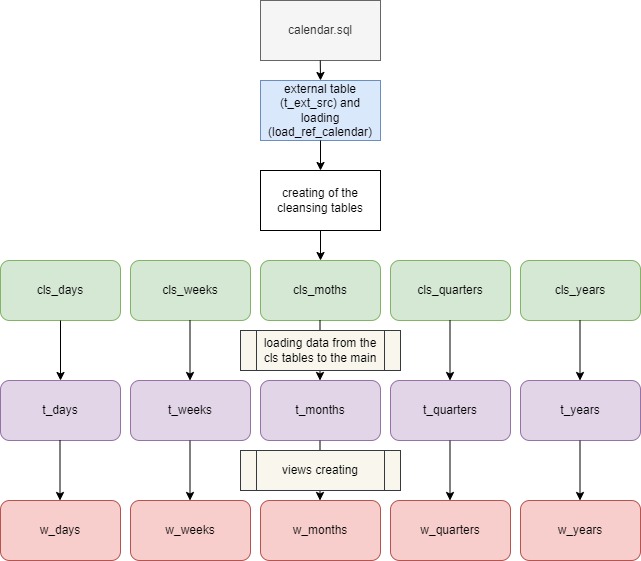 calendar.sql
external table
(t_ext_src) and
loading
(load_ref_calendar)
creating of the
cleansing tables
cls_days
cls_weeks
cls_moths
cls_quarters
cls_years
loading data from the
cls tables to the main
t_days
t_weeks
t_months
t_quarters
t_years
views creating
w_days
w_weeks
w_months
w_quarters
w_years